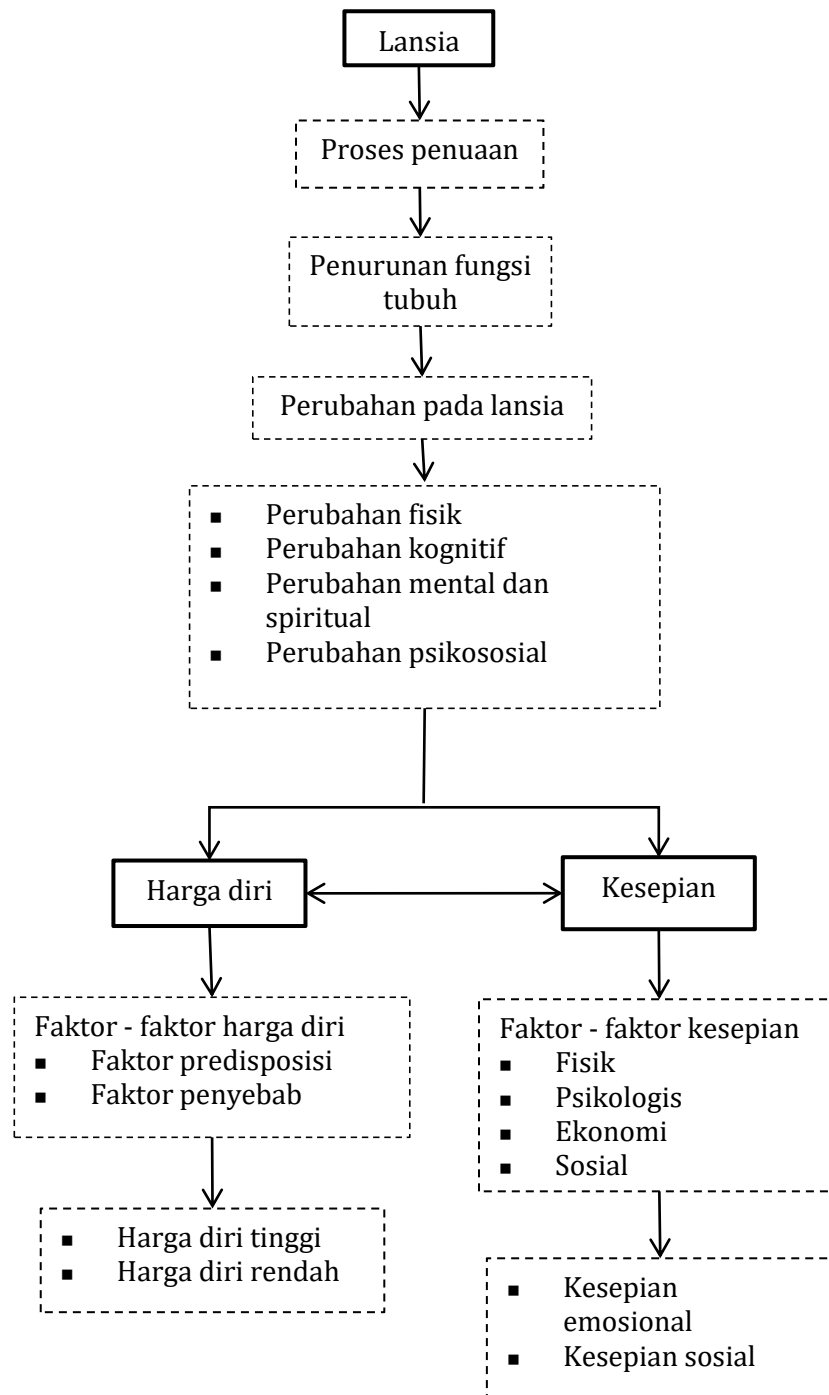 Lansia
Proses penuaan
Penurunan fungsi
tubuh
Perubahan pada lansia
▪ Perubahan fisik
▪ Perubahan kognitif
▪ Perubahan mental dan
spiritual
▪ Perubahan psikososial
Harga diri
Kesepian
Faktor - faktor harga diri
▪ Faktor predisposisi
▪ Faktor penyebab
Faktor - faktor kesepian
▪ Fisik
▪ Psikologis
▪ Ekonomi
▪ Sosial
▪ Harga diri tinggi
▪ Harga diri rendah
▪ Kesepian
emosional
▪ Kesepian sosial